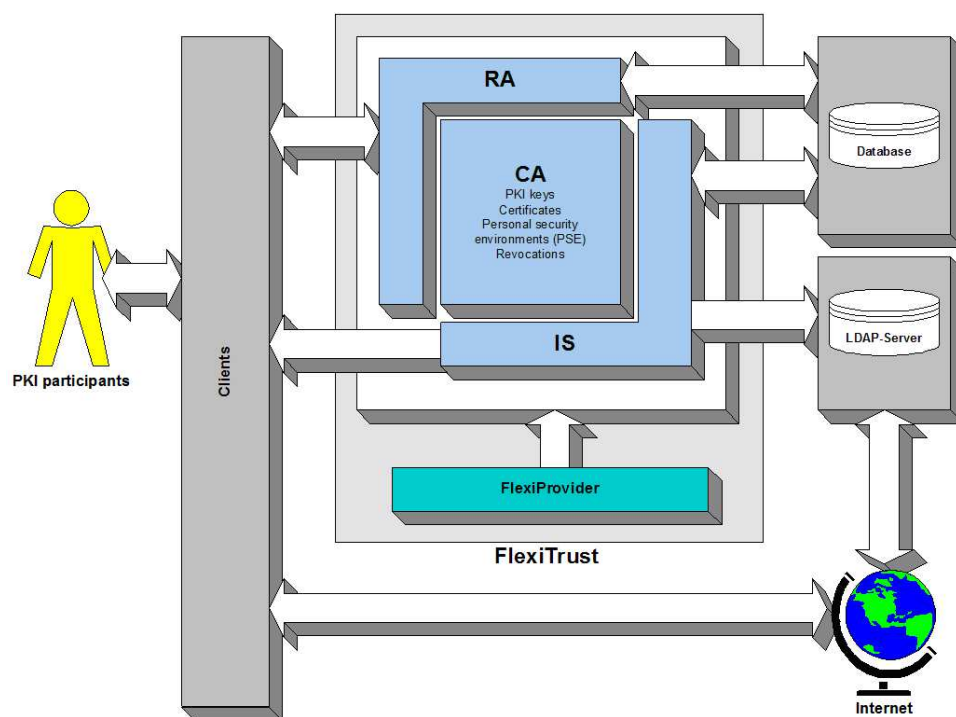 RA
CA
PKI keys
Certificates
Personal security
environments (PSE)
Revocations
Database
IS
LDAP-Server
PKI participants
Clients
FlexiProvider
FlexiTrust
Internet